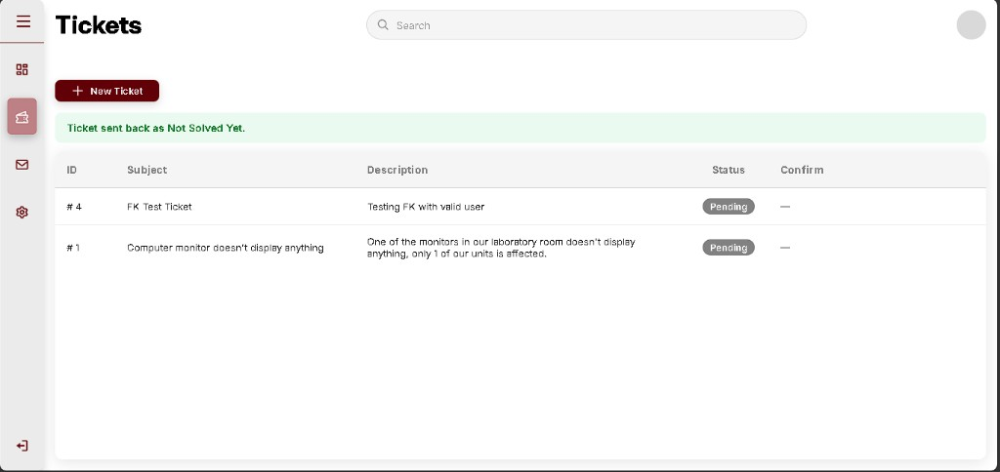 Tickets
Search
New Ticket
Ticket sent back as Not Solved Yet.
ID Subject Description Status Confirm
# 4 FK Test Ticket Testing FK with valid user Pending —
# 1 Computer monitor doesn't display anything One of the monitors in our laboratory room doesn't display
anything, only 1 of our units is affected. Pending —